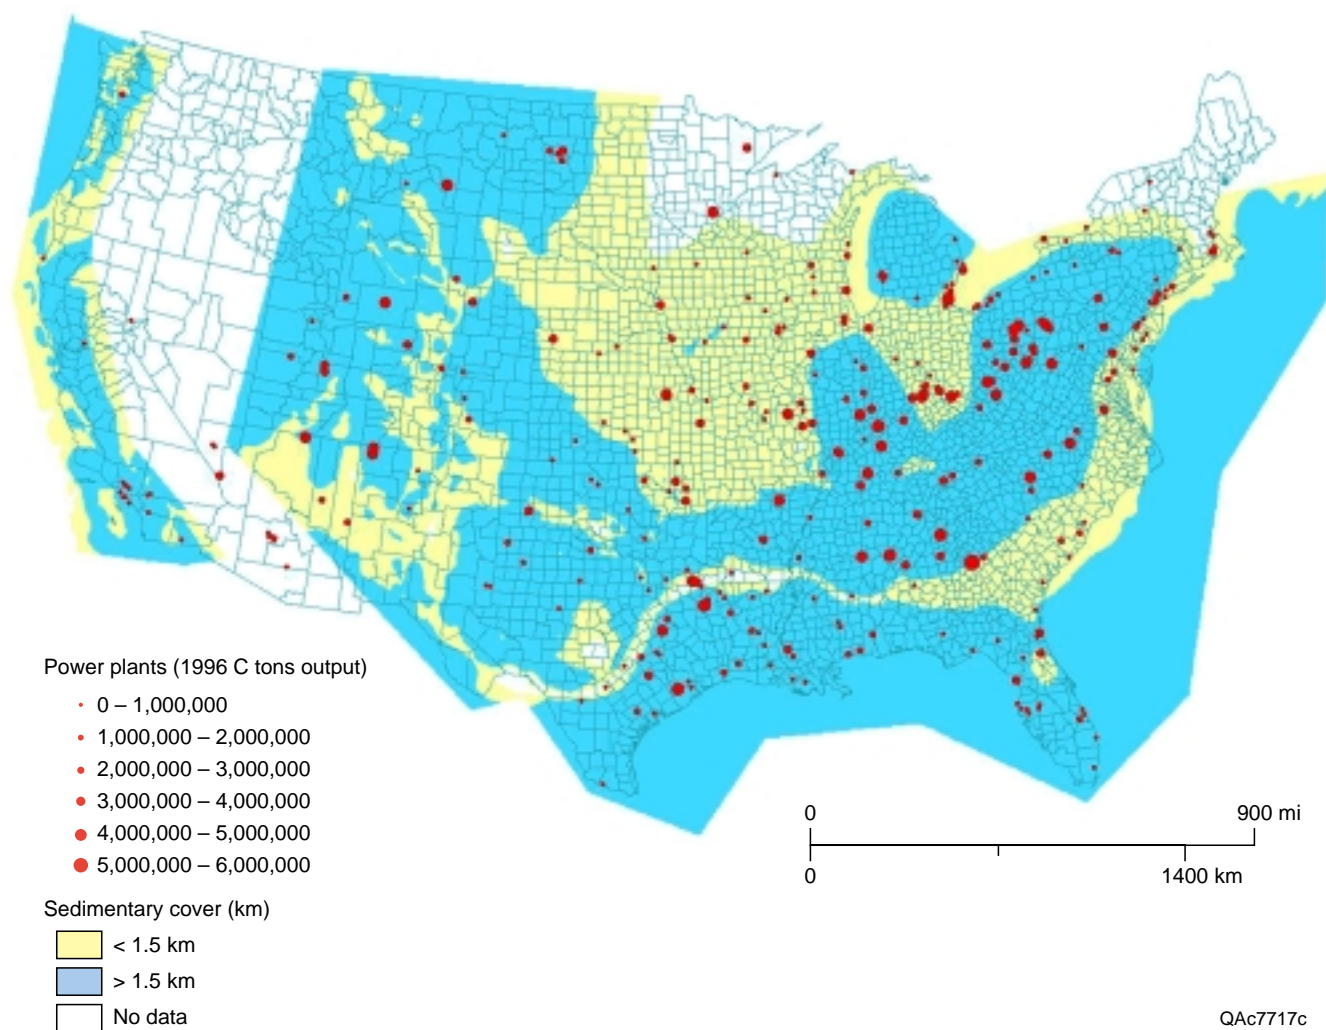 Power plants (1996 C tons output)
0 – 1,000,000
1,000,000 – 2,000,000
2,000,000 – 3,000,000
3,000,000 – 4,000,000
4,000,000 – 5,000,000
5,000,000 – 6,000,000
Sedimentary cover (km)
< 1.5 km
> 1.5 km
No data
0 900 mi
0 1400 km
QAc7717c